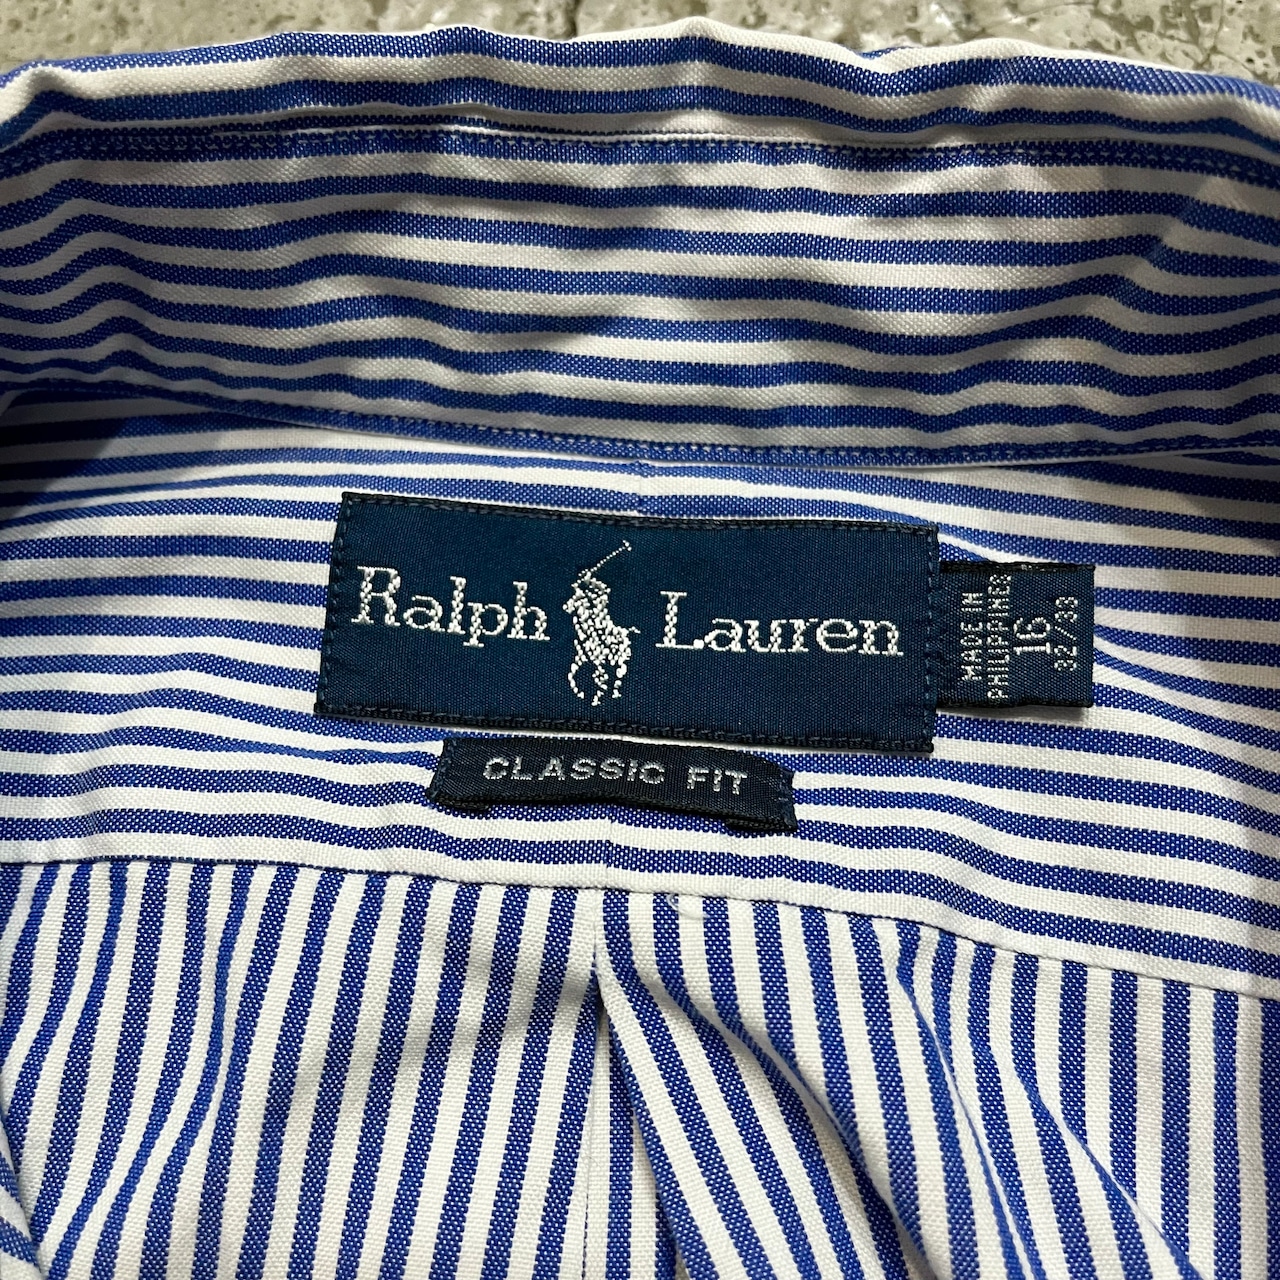 Ralph Lauren
MADE IN
PHILIPPINES
16
32/33
CLASSIC FIT